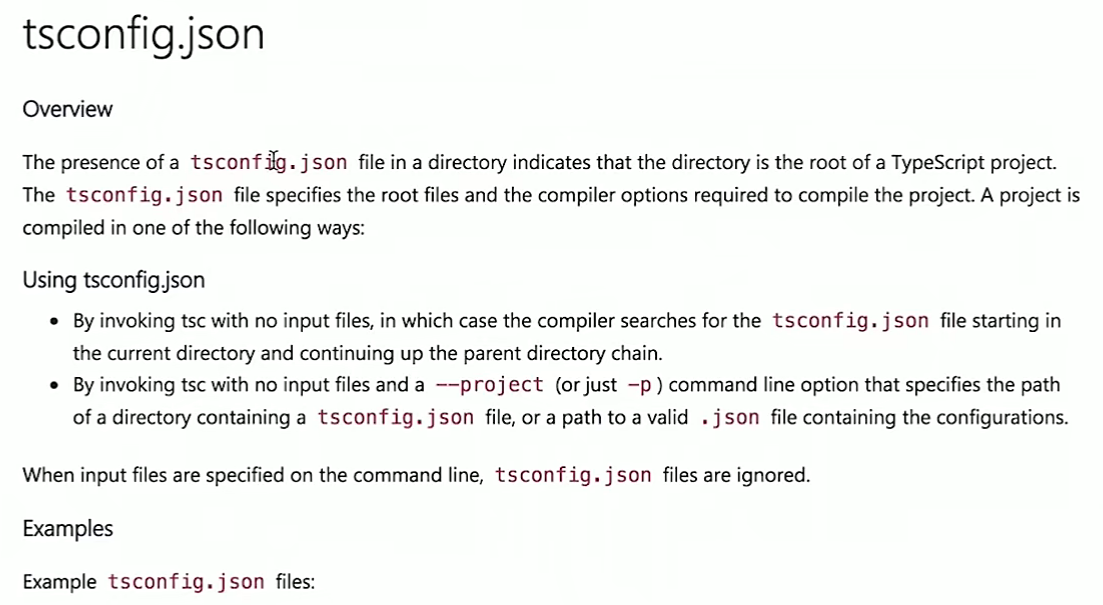 tsconfig.json
Overview
The presence of a tsconfig.json file in a directory indicates that the directory is the root of a TypeScript project.
The tsconfig.json file specifies the root files and the compiler options required to compile the project. A project is
compiled in one of the following ways:
Using tsconfig.json
• By invoking tsc with no input files, in which case the compiler searches for the tsconfig.json file starting in
the current directory and continuing up the parent directory chain.
• By invoking tsc with no input files and a --project (or just -p ) command line option that specifies the path
of a directory containing a tsconfig.json file, or a path to a valid .json file containing the configurations.
When input files are specified on the command line, tsconfig.json files are ignored.
Examples
Example tsconfig.json files: